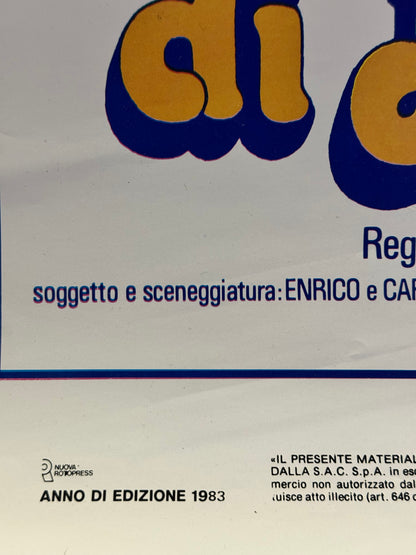 di
Reg
soggetto e sceneggiatura: ENRICO e CAR
NUOVA
ROTOPRESS
ANNO DI EDIZIONE 1983
«IL PRESENTE MATERIAL
DALLA S.A.C. S.p.A. in es
mercio non autorizzato dal
uisce atto illecito (art. 646